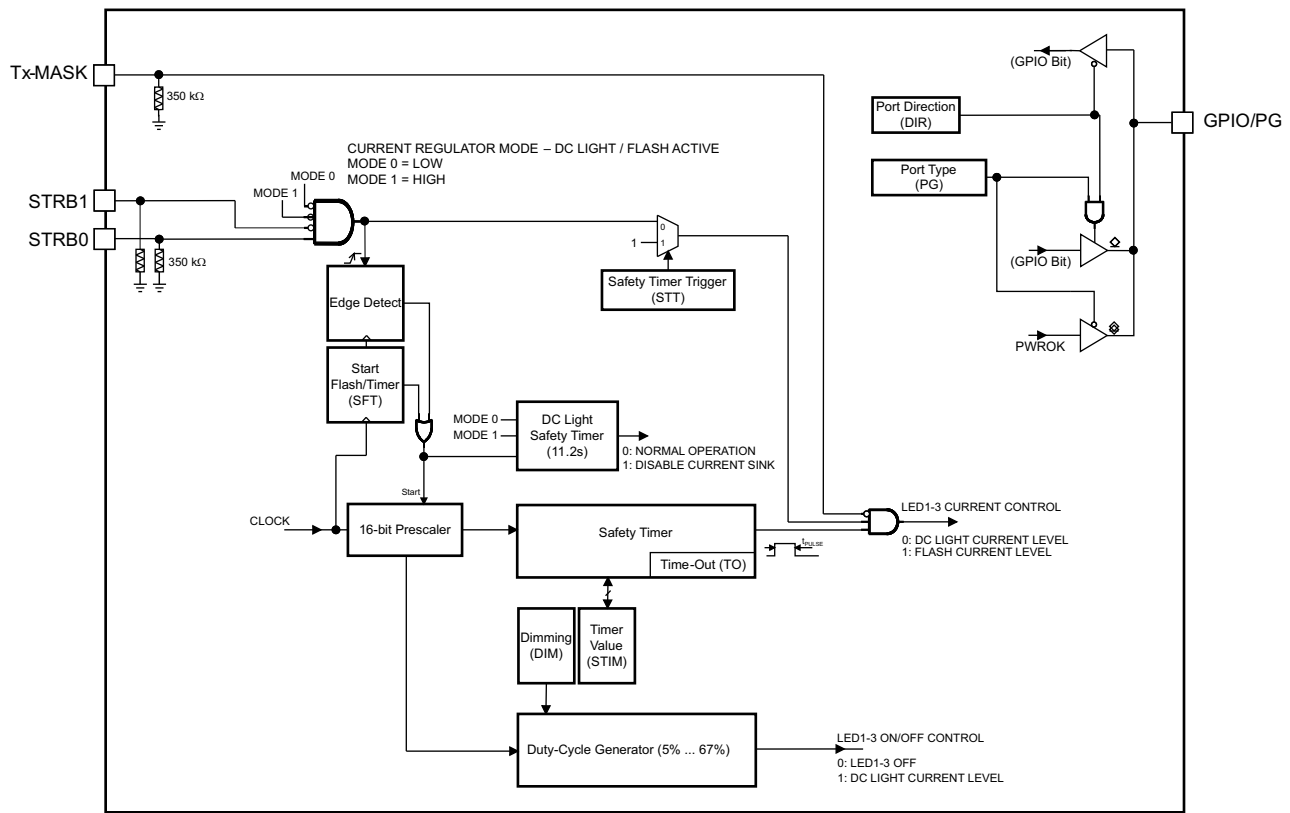 Tx-MASK
350 kΩ
(GPIO Bit)
Port Direction
(DIR)
GPIO/PG
CURRENT REGULATOR MODE – DC LIGHT / FLASH ACTIVE
MODE 0 = LOW
MODE 1 = HIGH
Port Type
(PG)
MODE 0
MODE 1
STRB1
STRB0
350 kΩ
0
1
1
(GPIO Bit)
Safety Timer Trigger
(STT)
Edge Detect
PWROK
Start
Flash/Timer
(SFT)
MODE 0
MODE 1
DC Light
Safety Timer
(11.2s)
0: NORMAL OPERATION
1: DISABLE CURRENT SINK
Start
CLOCK
16-bit Prescaler
Safety Timer
Time-Out (TO)
tPULSE
LED1-3 CURRENT CONTROL
0: DC LIGHT CURRENT LEVEL
1: FLASH CURRENT LEVEL
Dimming
(DIM)
Timer
Value
(STIM)
Duty-Cycle Generator (5% ... 67%)
LED1-3 ON/OFF CONTROL
0: LED1-3 OFF
1: DC LIGHT CURRENT LEVEL